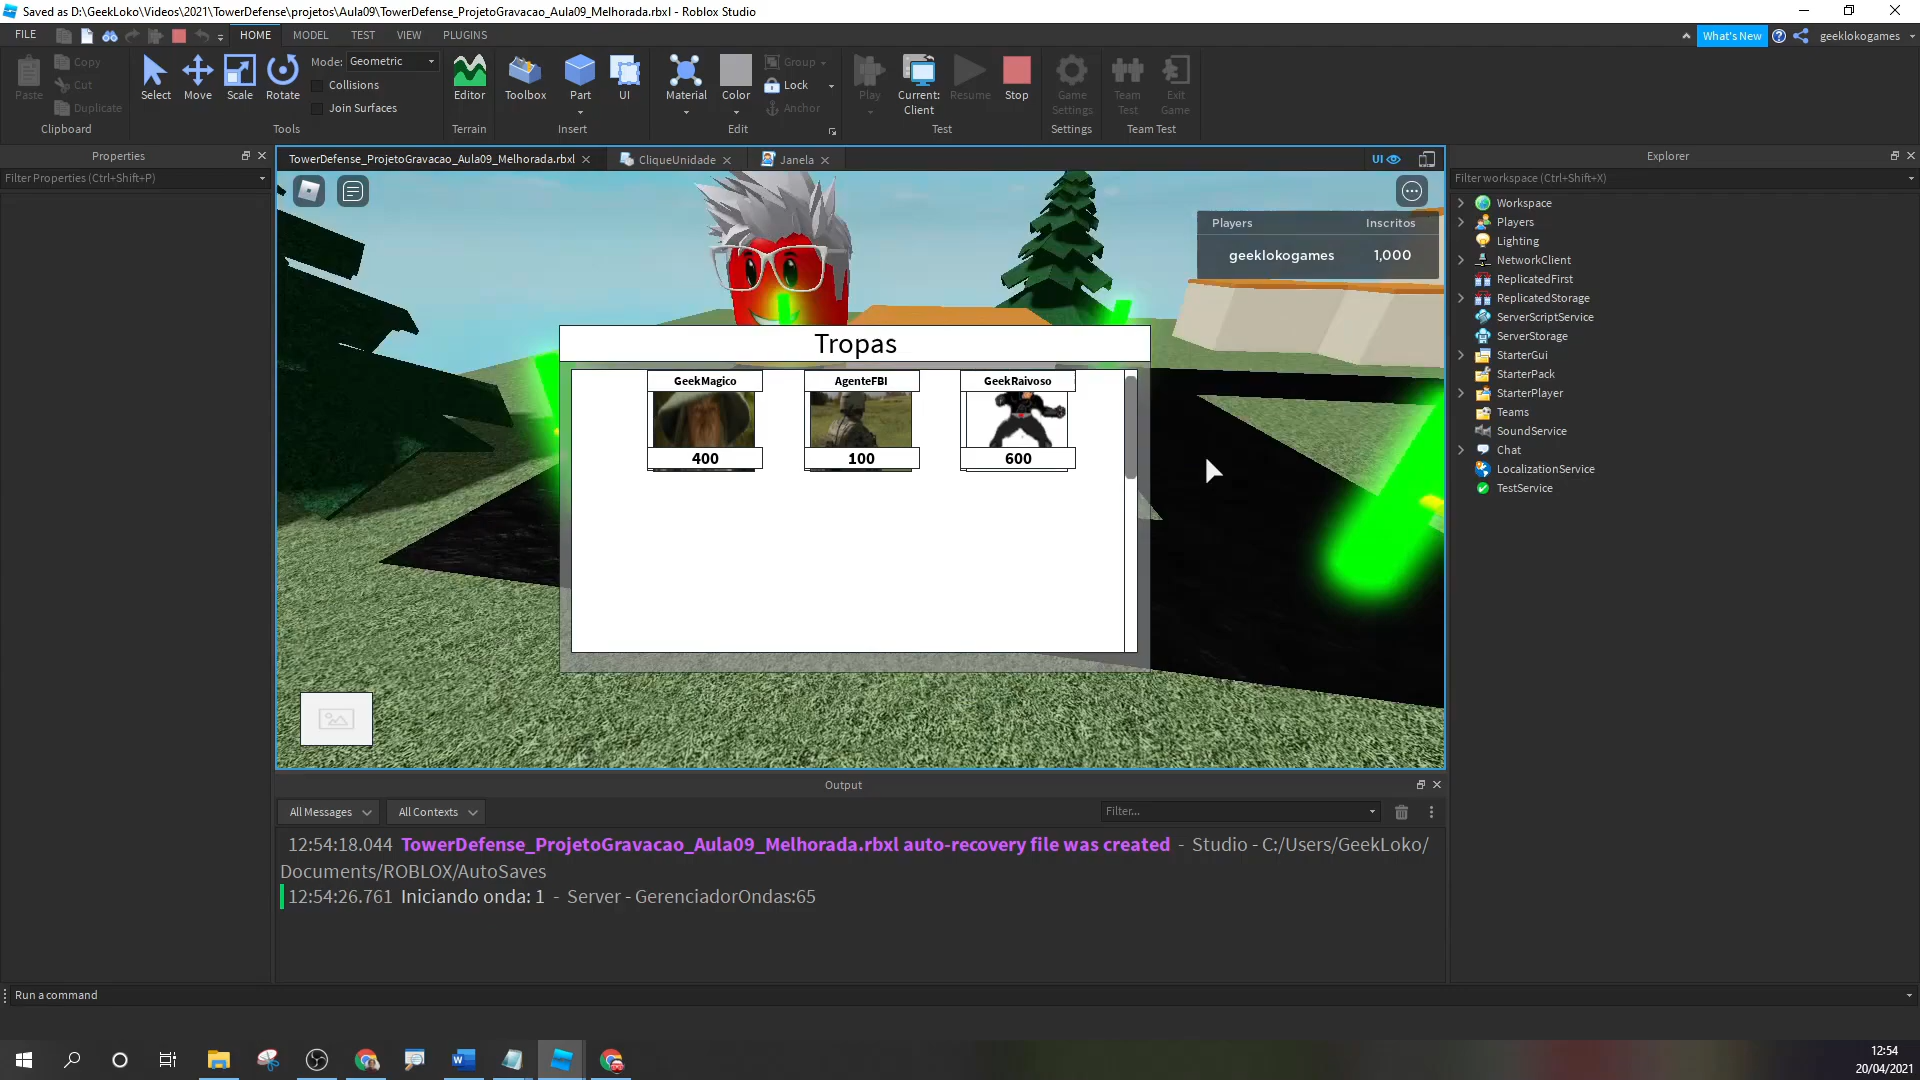 Saved as D:\GeekLoko\Videos\2021\TowerDefense\projetos\Aula09\TowerDefense_ProjetoGravacao_Aula09_Melhorada.rbxl - Roblox Studio
FILE HOME MODEL TEST VIEW PLUGINS What's New geeklokogames
Paste Copy Cut Duplicate Clipboard
Select Move Scale Rotate Mode: Geometric Collisions Join Surfaces Tools
Editor Terrain
Toolbox Part UI Insert
Material Color Group Lock Anchor Edit
Play Current: Client Resume Stop Test
Game Settings Settings
Team Test Exit Game Team Test
Properties
Filter Properties (Ctrl+Shift+P)
TowerDefense_ProjetoGravacao_Aula09_Melhorada.rbxl CliqueUnidade Janela UI
Players Inscritos
geeklokogames 1,000
Tropas
GeekMagico AgenteFBI GeekRaivoso
400 100 600
Explorer
Filter workspace (Ctrl+Shift+X)
Workspace
Players
Lighting
NetworkClient
ReplicatedFirst
ReplicatedStorage
ServerScriptService
ServerStorage
StarterGui
StarterPack
StarterPlayer
Teams
SoundService
Chat
LocalizationService
TestService
Output
All Messages All Contexts Filter...
12:54:18.044 TowerDefense_ProjetoGravacao_Aula09_Melhorada.rbxl auto-recovery file was created - Studio - C:/Users/GeekLoko/
Documents/ROBLOX/AutoSaves
12:54:26.761 Iniciando onda: 1 - Server - GerenciadorOndas:65
Run a command
12:54
20/04/2021